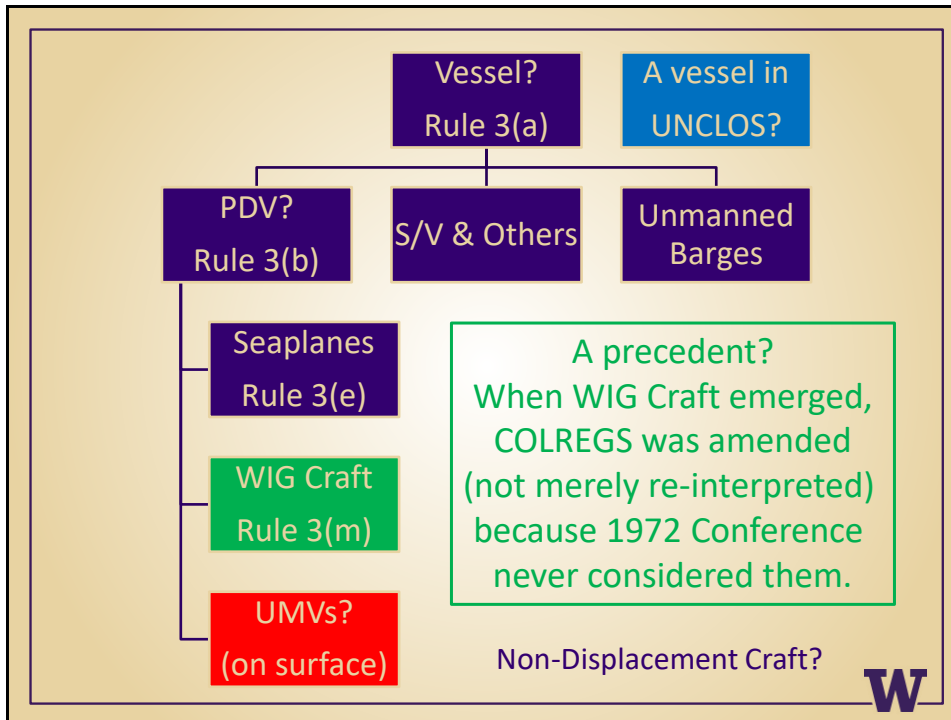 Vessel?
Rule 3(a)
A vessel in
UNCLOS?
PDV?
Rule 3(b)
S/V & Others
Unmanned
Barges
Seaplanes
Rule 3(e)
WIG Craft
Rule 3(m)
UMVs?
(on surface)
A precedent?
When WIG Craft emerged,
COLREGS was amended
(not merely re-interpreted)
because 1972 Conference
never considered them.
Non-Displacement Craft?
W